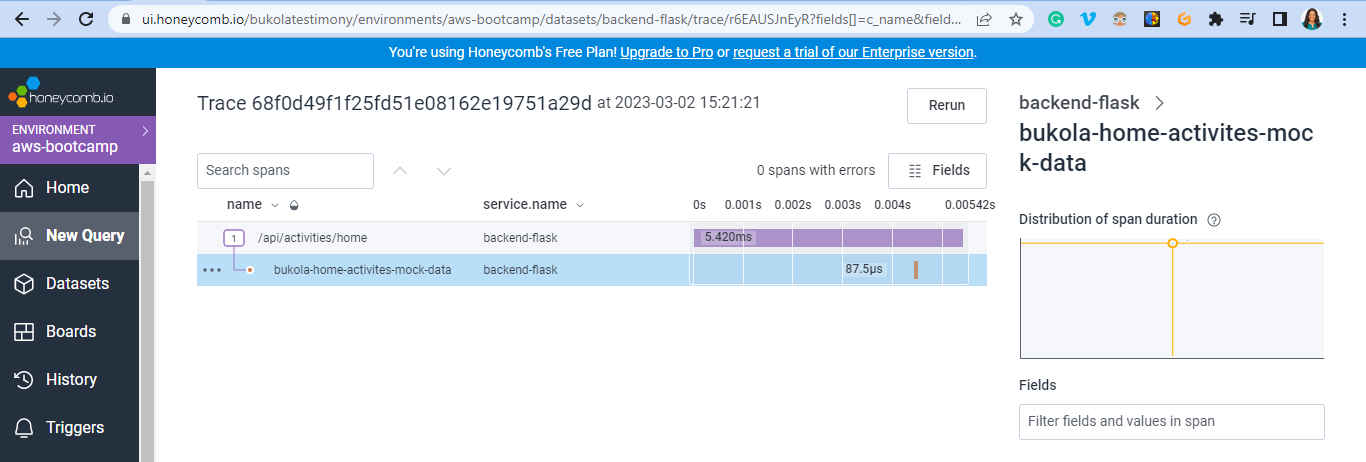 ui.honeycomb.io/bukolatestimony/environments/aws-bootcamp/datasets/backend-flask/trace/r6EAUSJnEyR?fields[]=c_name&field...
You're using Honeycomb's Free Plan! Upgrade to Pro or request a trial of our Enterprise version.
honeycomb.io
ENVIRONMENT
aws-bootcamp
Home
New Query
Datasets
Boards
History
Triggers
Trace 68f0d49f1f25fd51e08162e19751a29d at 2023-03-02 15:21:21
Rerun
Search spans
0 spans with errors
Fields
name service.name 0s 0.001s 0.002s 0.003s 0.004s 0.00542s
1 /api/activities/home backend-flask 5.420ms
bukola-home-activites-mock-data backend-flask 87.5µs
backend-flask
bukola-home-activites-moc
k-data
Distribution of span duration
Fields
Filter fields and values in span